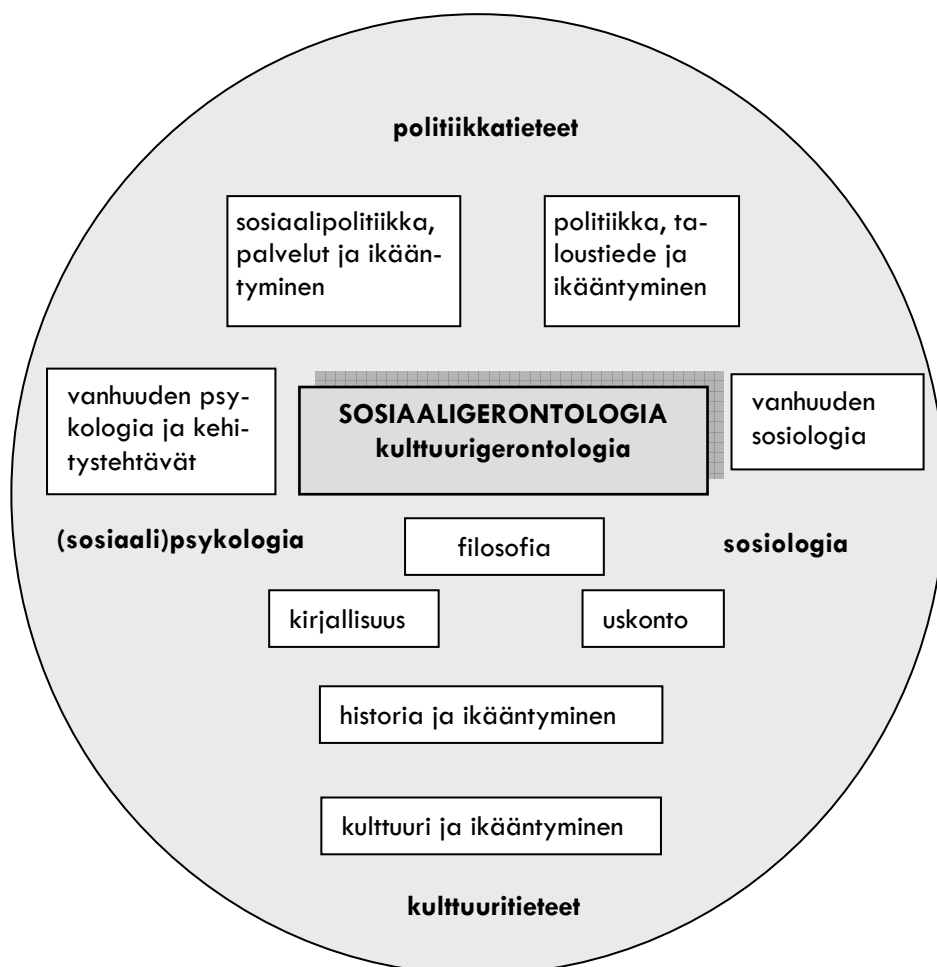 politiikkatieteet
sosiaalipolitiikka,
palvelut ja ikään-
tyminen
politiikka, ta-
loustiede ja
ikääntyminen
vanhuuden psy-
kologia ja kehi-
tystehtävät
SOSIAALIGERONTOLOGIA
kulttuurigerontologia
vanhuuden
sosiologia
(sosiaali)psykologia
filosofia
sosiologia
kirjallisuus
uskonto
historia ja ikääntyminen
kulttuuri ja ikääntyminen
kulttuuritieteet